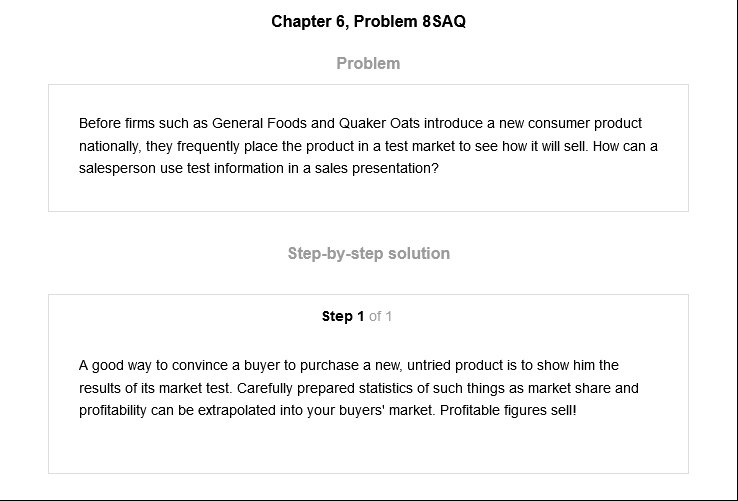 Chapter 6, Problem 8SAQ
Problem
Before firms such as General Foods and Quaker Oats introduce a new consumer product
nationally, they frequently place the product in a test market to see how it will sell. How can a
salesperson use test information in a sales presentation?
Step-by-step solution
Step 1 of 1
A good way to convince a buyer to purchase a new, untried product is to show him the
results of its market test. Carefully prepared statistics of such things as market share and
profitability can be extrapolated into your buyers' market. Profitable figures sell!